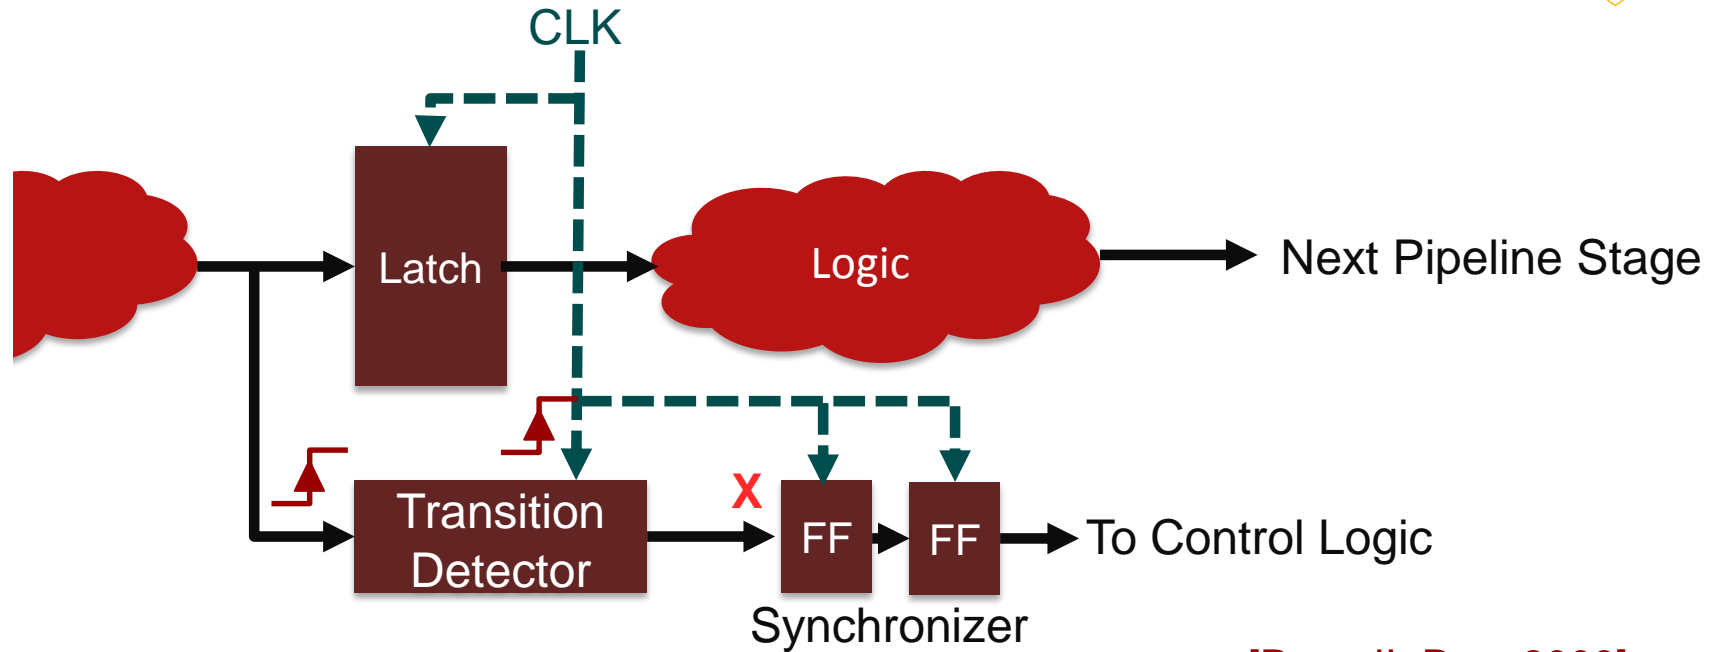 CLK
Latch
Logic
Next Pipeline Stage
Transition
Detector
X
FF
FF
To Control Logic
Synchronizer